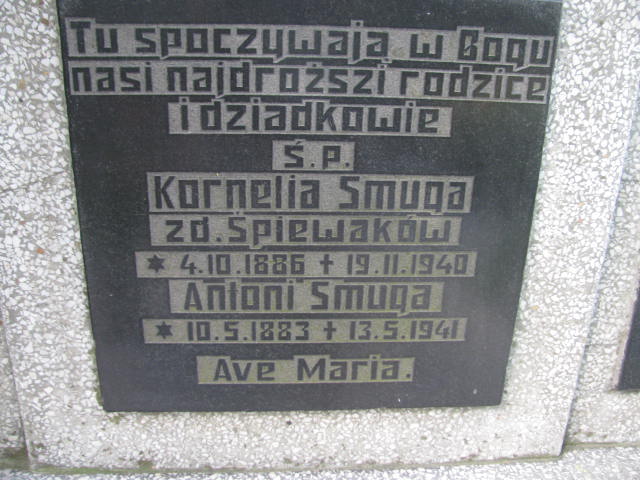 Tu spoczywają w Bogu
nasi najdrożsi rodzice
i dziadkowie
Ś.P.
Kornelia Smuga
zd. Śpiewaków
* 4.10.1886 + 19.11.1940
Antoni Smuga
* 10.5.1883 + 13.5.1941
Ave Maria.